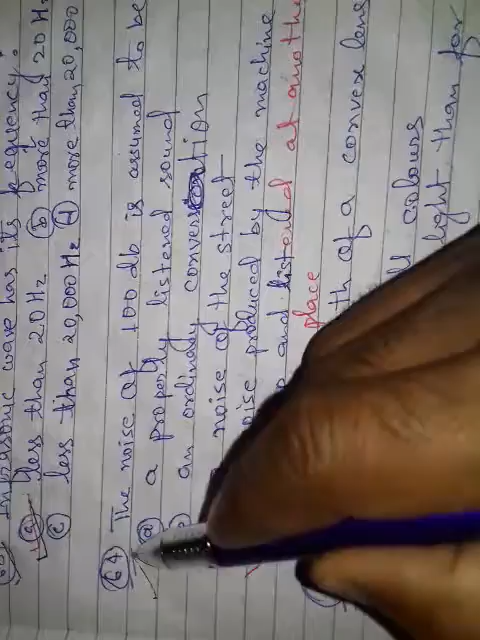 Infrasonic wave has its frequency?
(a) less than 20 Hz (b) more than 20 Hz
(c) less than 20,000 Hz (d) more than 20,000
(64) The noise of 100 db is assumed to be
(a) a properly listened sound
an ordinary conversation
noise of the street
noise produced by the machine
and listened at another
place
th of a convex lens
colours
light than for